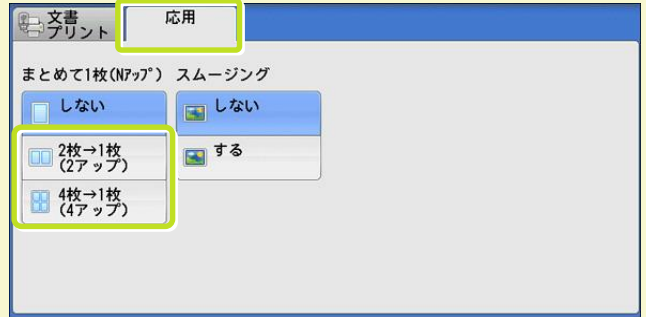 文書
プリント
応用
まとめて1枚(Nアップ)
しない
2枚→1枚
(2アップ)
4枚→1枚
(4アップ)
スムージング
しない
する